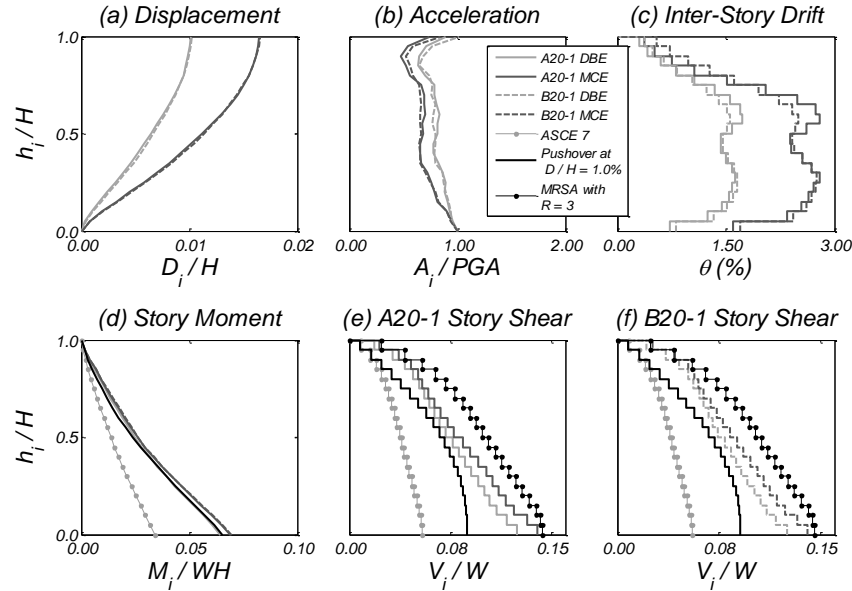 (a) Displacement
(b) Acceleration
(c) Inter-Story Drift
1.0
0.5
0.0
h_i / H
0.00
0.01
0.02
D_i / H
0.00
1.00
2.00
A_i / PGA
A20-1 DBE
A20-1 MCE
B20-1 DBE
B20-1 MCE
ASCE 7
Pushover at
D / H = 1.0%
MRSA with
R = 3
0.00
1.50
3.00
θ (%)
(d) Story Moment
(e) A20-1 Story Shear
(f) B20-1 Story Shear
1.0
0.5
0.0
h_i / H
0.00
0.05
0.10
M_i / WH
0.00
0.08
0.15
V_i / W
0.00
0.08
0.15
V_i / W